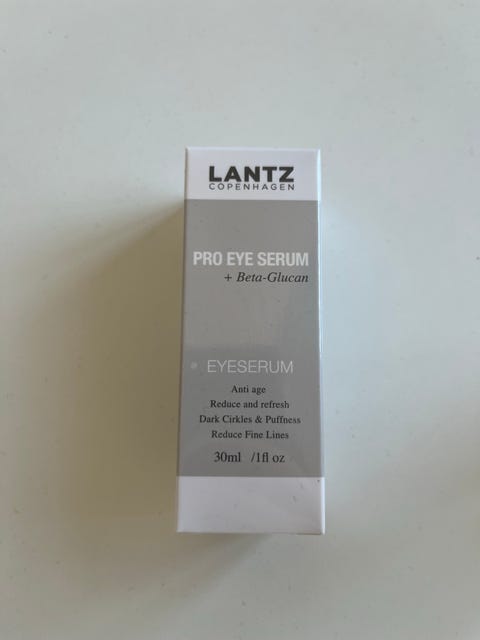 LANTZ
COPENHAGEN
PRO EYE SERUM
+ Beta-Glucan
EYESERUM
Anti age
Reduce and refresh
Dark Cirkles & Puffness
Reduce Fine Lines
30ml /1fl oz